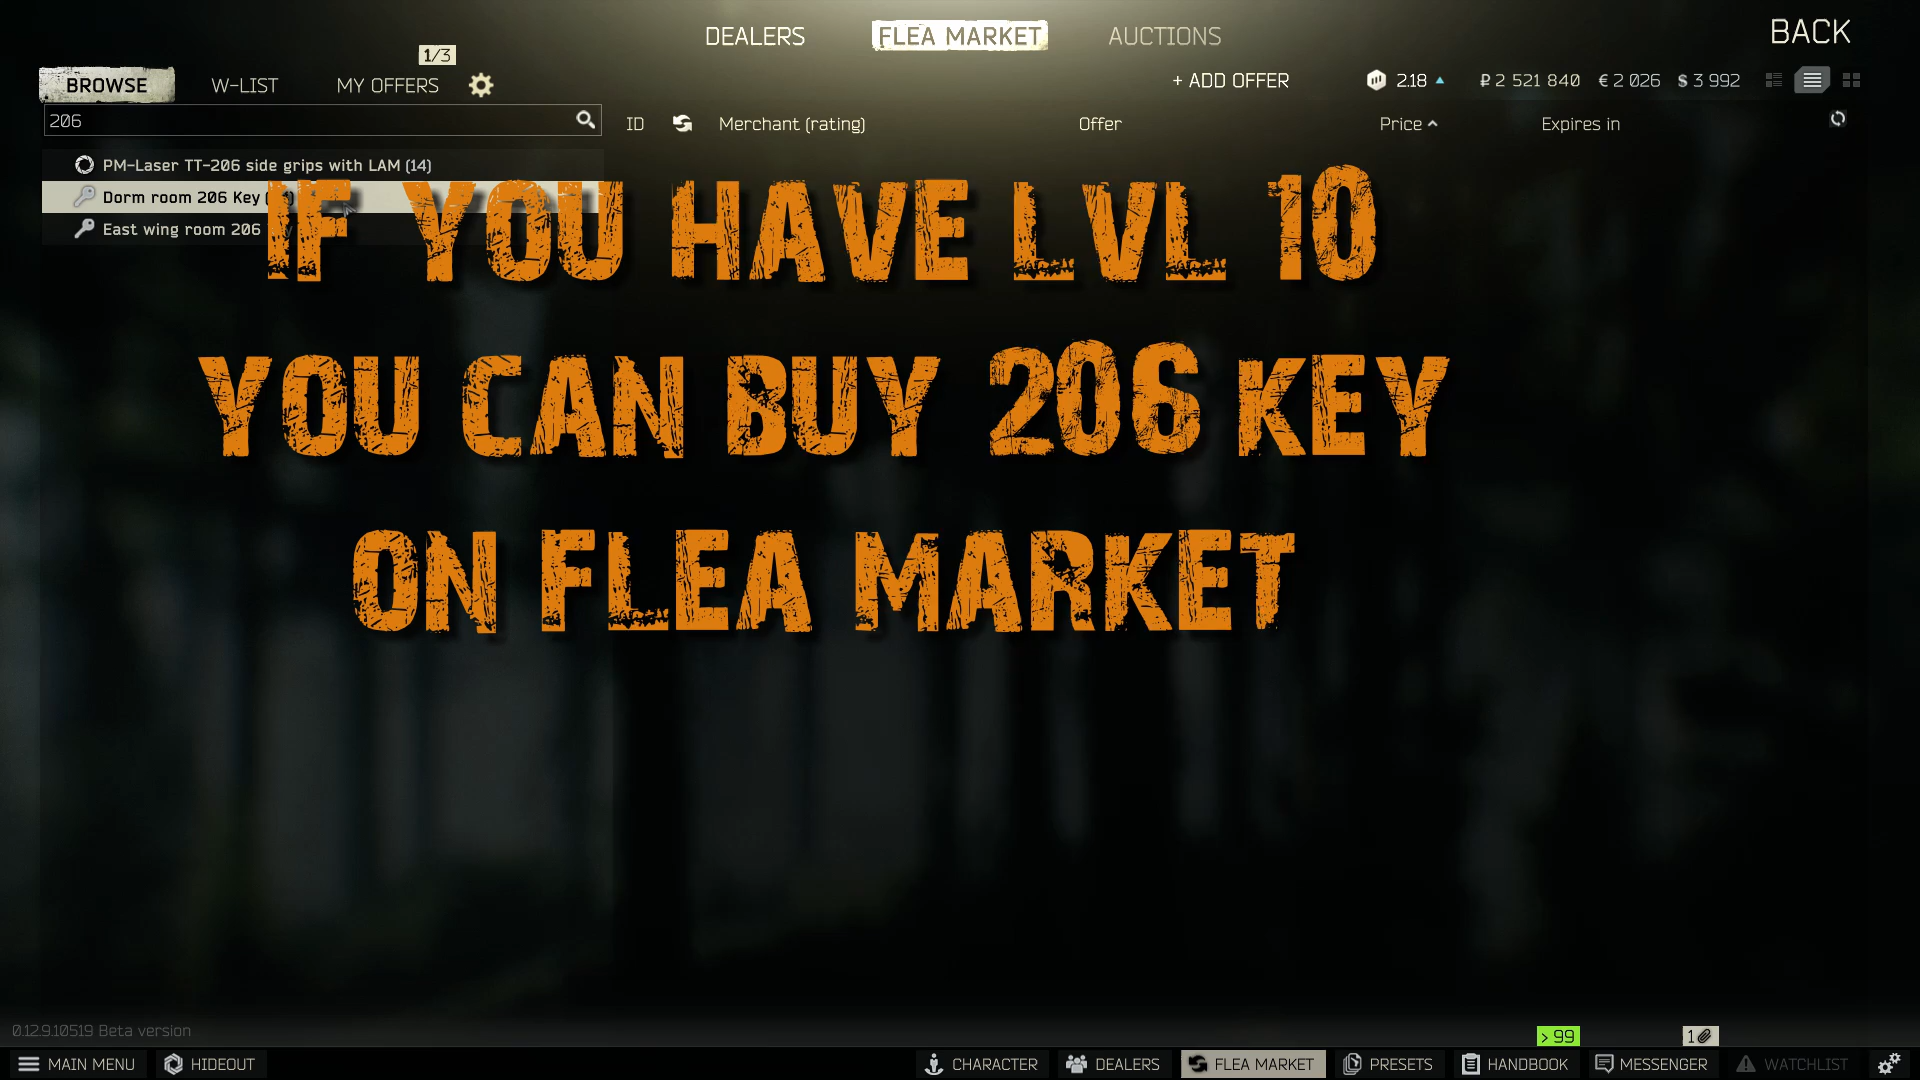 DEALERS
FLEA MARKET
AUCTIONS
BACK
1/3
BROWSE
W-LIST
MY OFFERS
+ ADD OFFER
2.18
₽ 2 521 840
€ 2 026
$ 3 992
206
ID
Merchant (rating)
Offer
Price
Expires in
PM-Laser TT-206 side grips with LAM (14)
Dorm room 206 Key
East wing room 206
IF YOU HAVE LVL 10
YOU CAN BUY 206 KEY
ON FLEA MARKET
0.12.9.10519 Beta version
> 99
1
MAIN MENU
HIDEOUT
CHARACTER
DEALERS
FLEA MARKET
PRESETS
HANDBOOK
MESSENGER
WATCHLIST